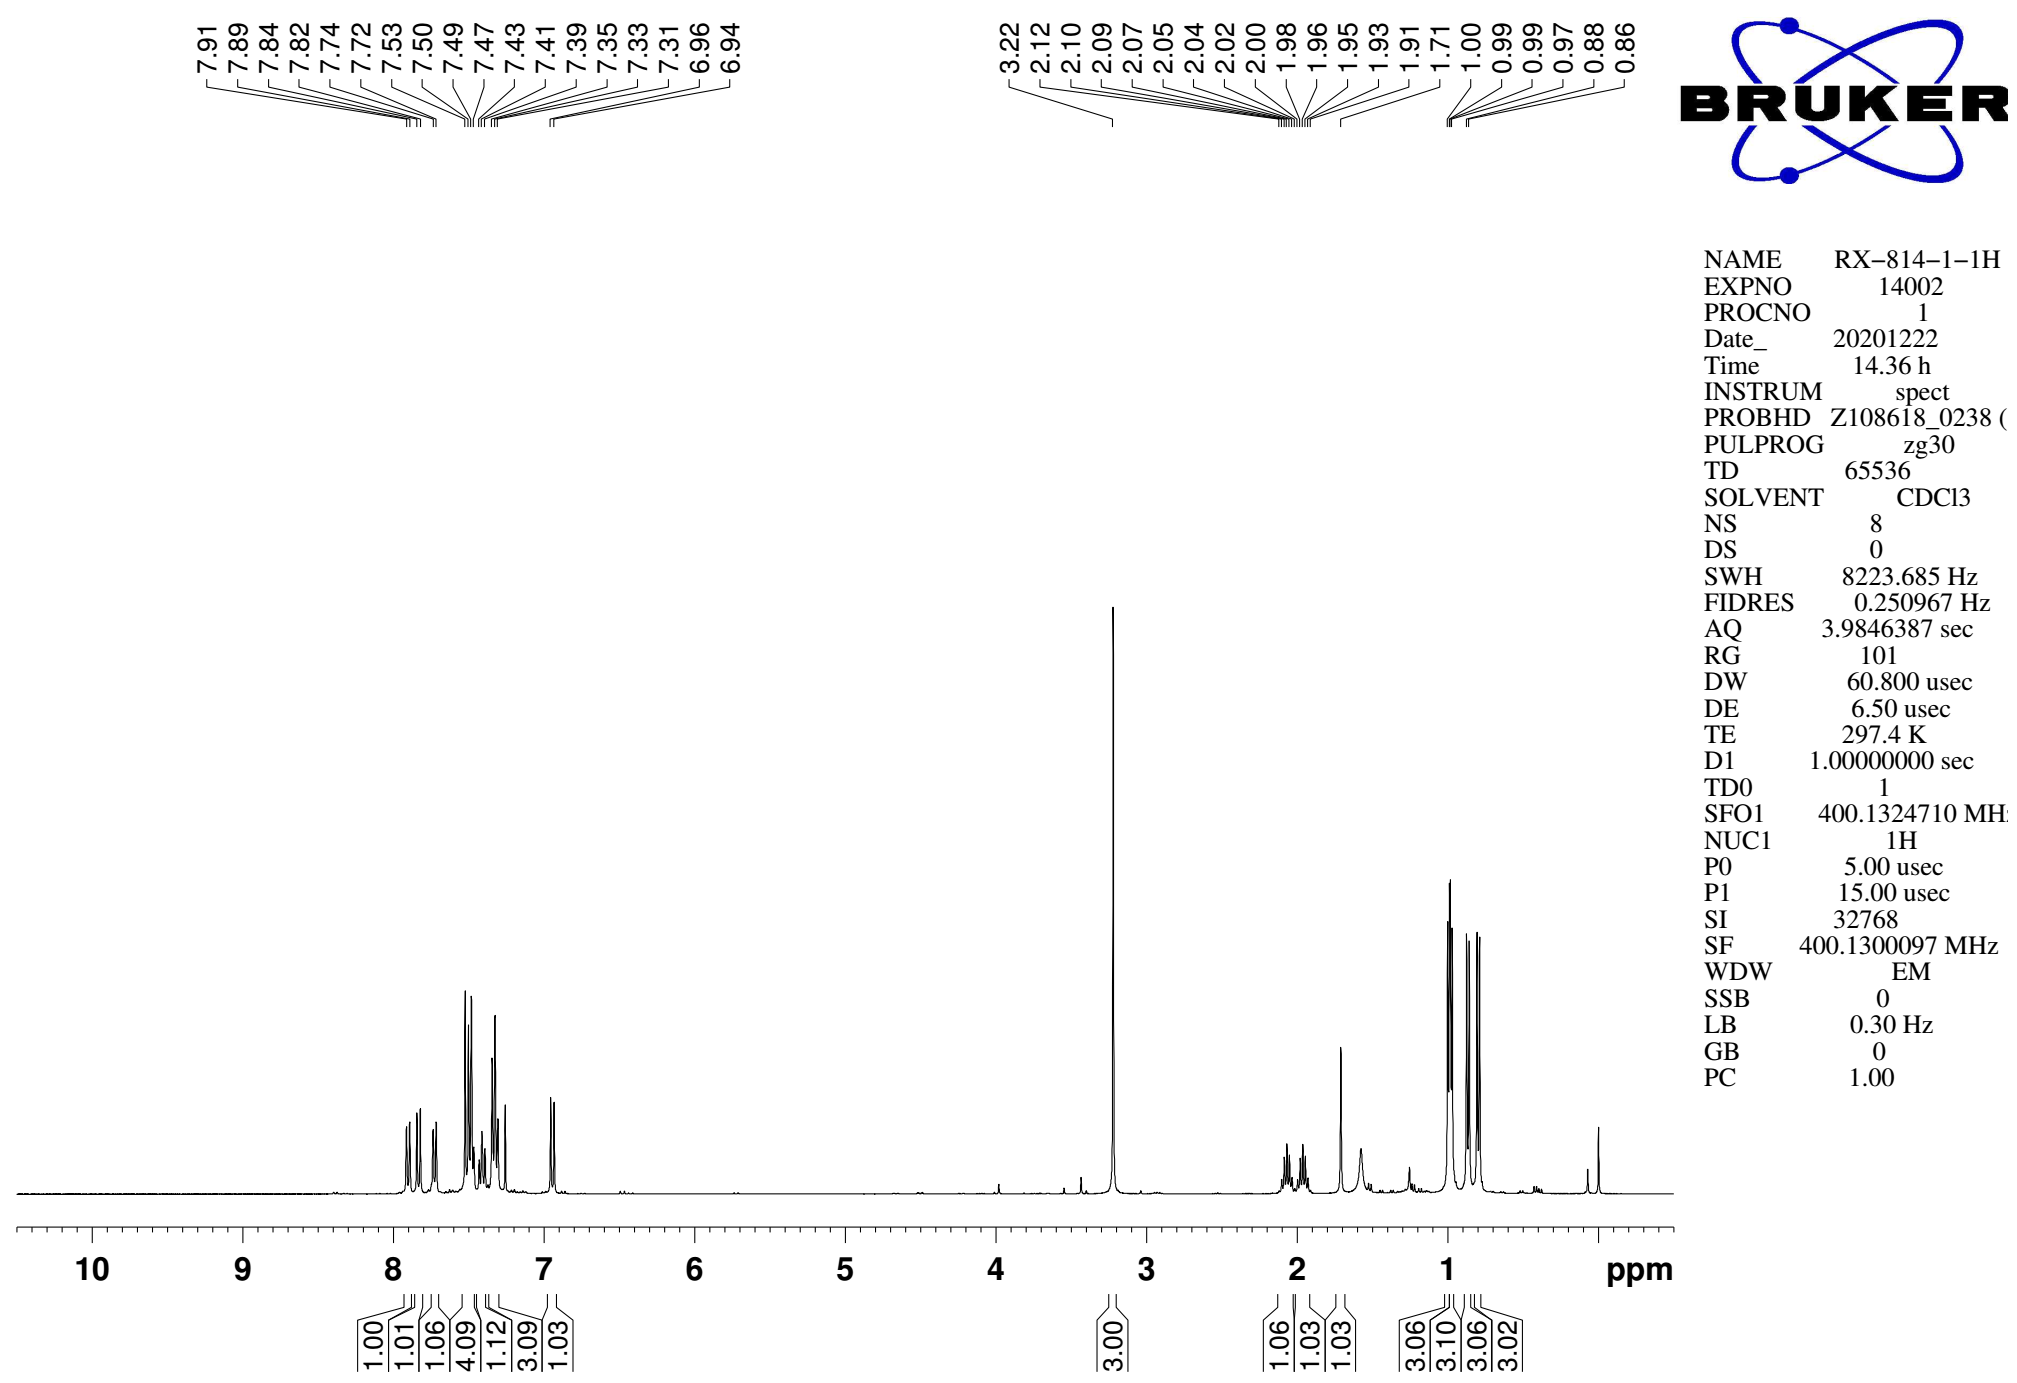 7.91 7.89 7.84 7.82 7.74 7.72 7.53 7.50 7.49 7.47 7.43 7.41 7.39 7.35 7.33 7.31 6.96 6.94
3.22 2.12 2.10 2.09 2.07 2.05 2.04 2.02 2.00 1.98 1.96 1.95 1.93 1.91 1.71 1.00 0.99 0.99 0.97 0.88 0.86
BRUKER
NAME RX-814-1-1H
EXPNO 14002
PROCNO 1
Date_ 20201222
Time 14.36 h
INSTRUM spect
PROBHD Z108618_0238 (
PULPROG zg30
TD 65536
SOLVENT CDCl3
NS 8
DS 0
SWH 8223.685 Hz
FIDRES 0.250967 Hz
AQ 3.9846387 sec
RG 101
DW 60.800 usec
DE 6.50 usec
TE 297.4 K
D1 1.00000000 sec
TD0 1
SFO1 400.1324710 MHz
NUC1 1H
P0 5.00 usec
P1 15.00 usec
SI 32768
SF 400.1300097 MHz
WDW EM
SSB 0
LB 0.30 Hz
GB 0
PC 1.00
10 9 8 7 6 5 4 3 2 1 ppm
1.00 1.01 1.06 4.09 1.12 3.09 1.03 3.00 1.06 1.03 1.03 3.06 3.10 3.06 3.02